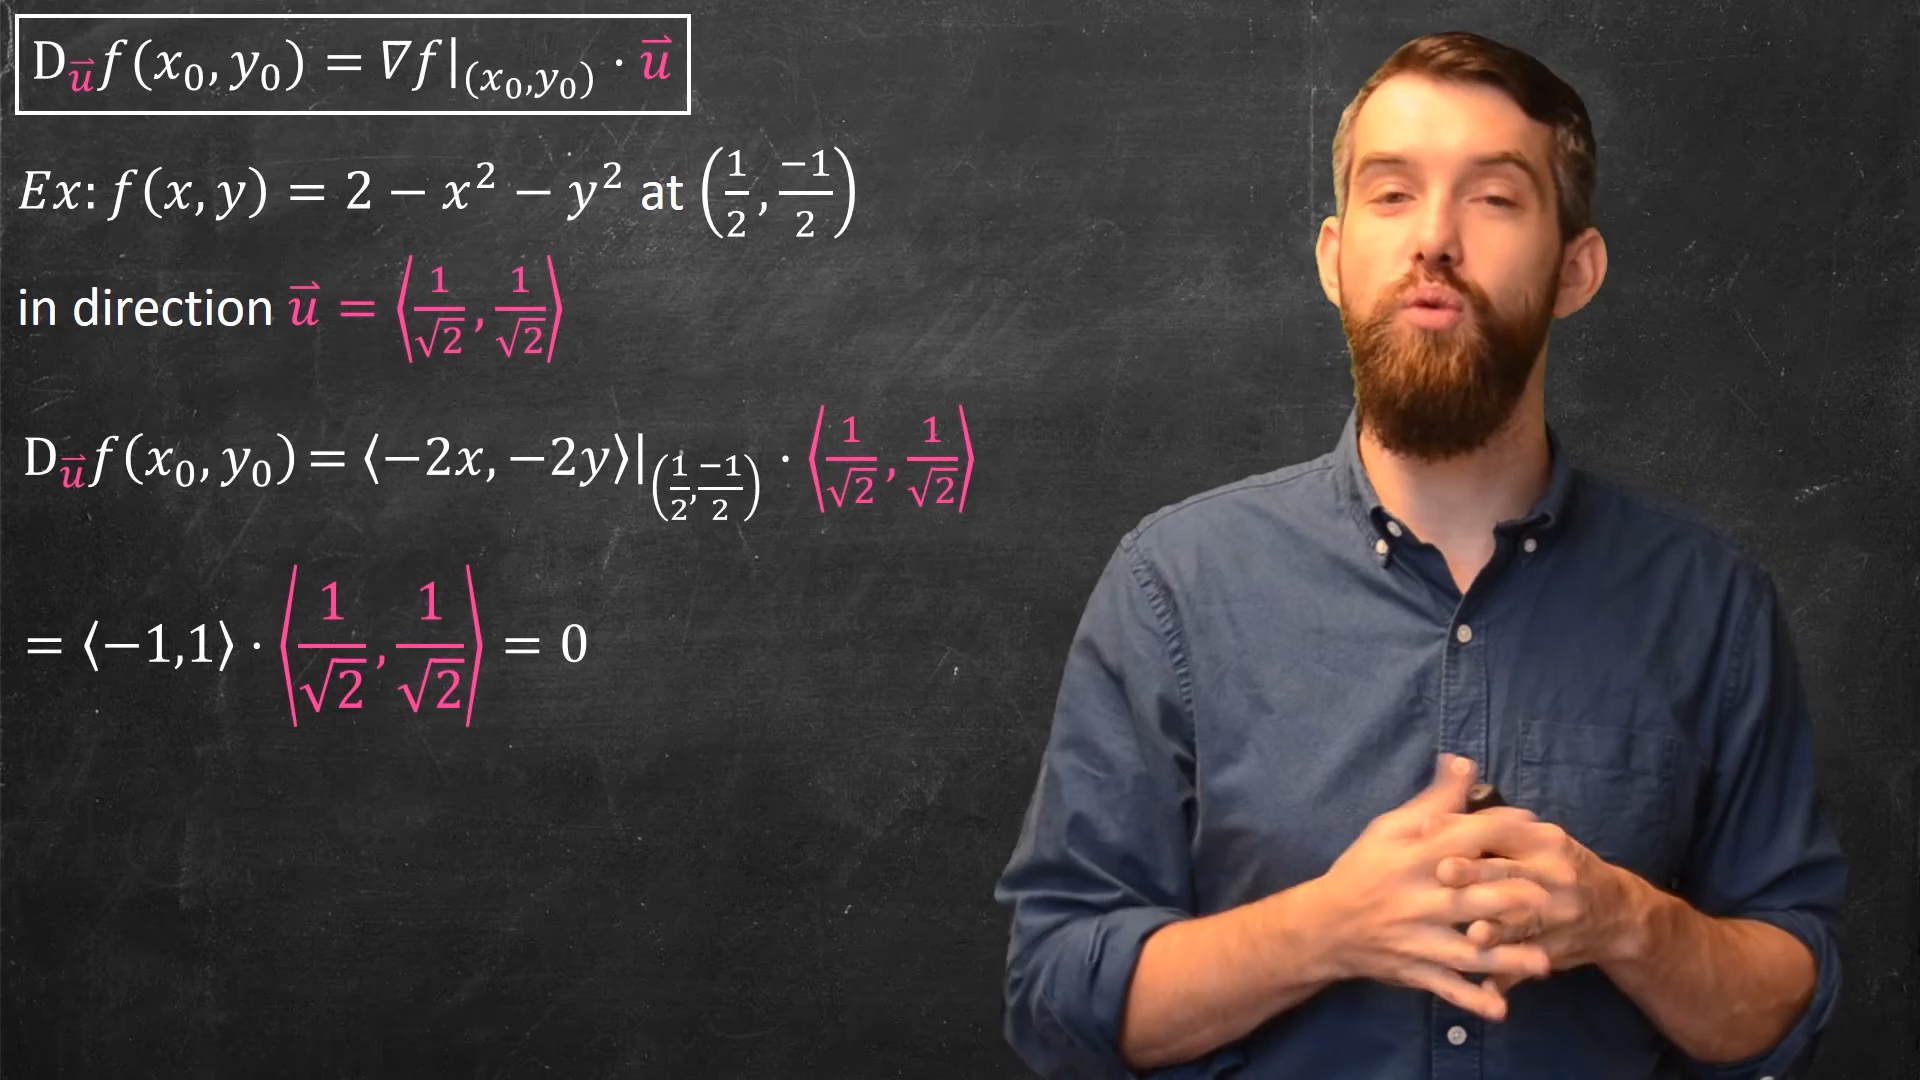 D_u⃗ f(x₀, y₀) = ∇f|_(x₀,y₀) · u⃗
Ex: f(x, y) = 2 − x² − y² at (1/2, −1/2)
in direction u⃗ = ⟨1/√2, 1/√2⟩
D_u⃗ f(x₀, y₀) = ⟨−2x, −2y⟩|_(1/2, −1/2) · ⟨1/√2, 1/√2⟩
= ⟨−1,1⟩ · ⟨1/√2, 1/√2⟩ = 0